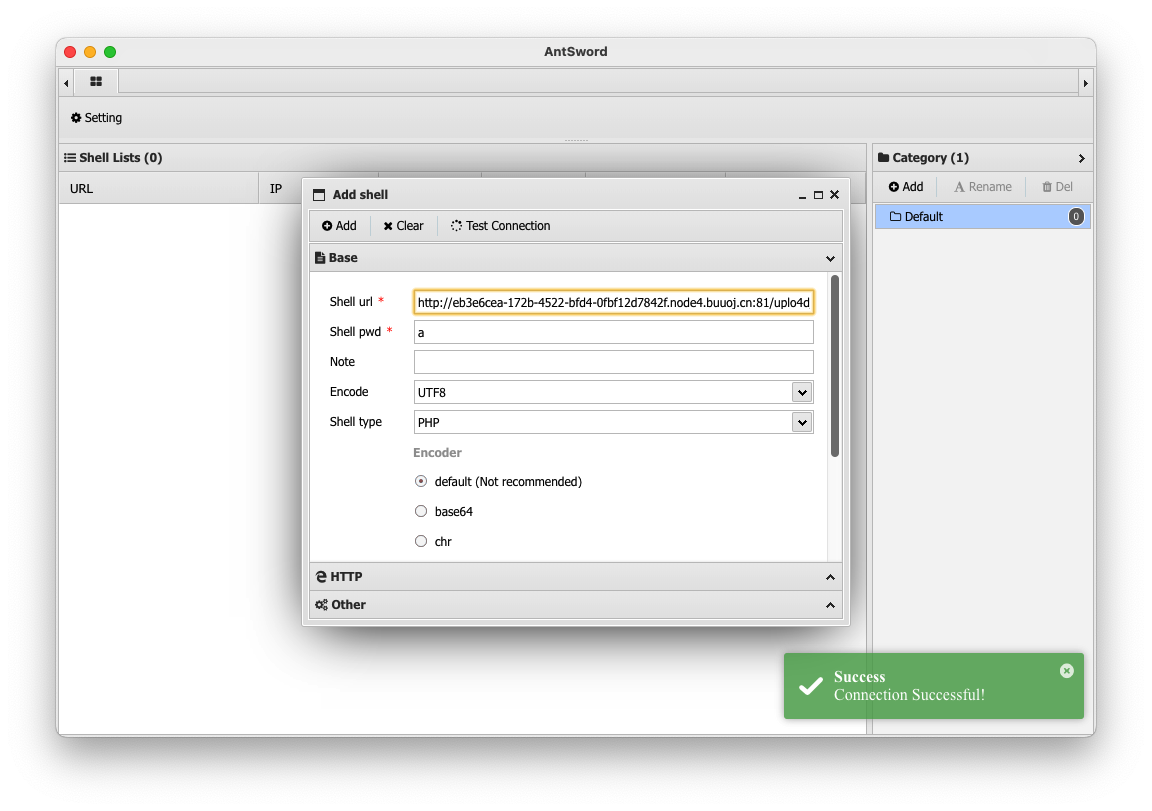 AntSword
Setting
Shell Lists (0)
Category (1)
URL
IP
Add
Rename
Del
Default
0
Add shell
Add
Clear
Test Connection
Base
Shell url *
http://eb3e6cea-172b-4522-bfd4-0fbf12d7842f.node4.buuoj.cn:81/uplo4d
Shell pwd *
a
Note
Encode
UTF8
Shell type
PHP
Encoder
default (Not recommended)
base64
chr
HTTP
Other
Success
Connection Successful!